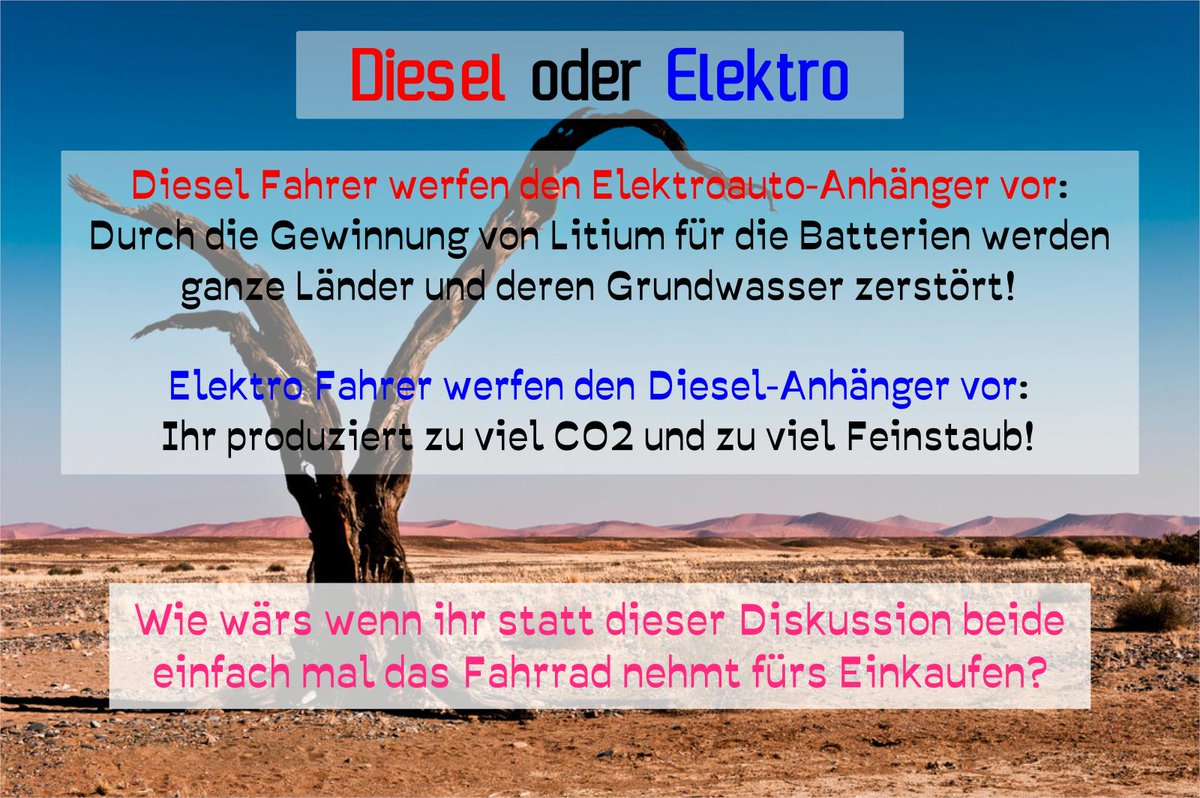 Diesel oder Elektro
Diesel Fahrer werfen den Elektroauto-Anhänger vor:
Durch die Gewinnung von Litium für die Batterien werden
ganze Länder und deren Grundwasser zerstört!
Elektro Fahrer werfen den Diesel-Anhänger vor:
Ihr produziert zu viel CO2 und zu viel Feinstaub!
Wie wärs wenn ihr statt dieser Diskussion beide
einfach mal das Fahrrad nehmt fürs Einkaufen?